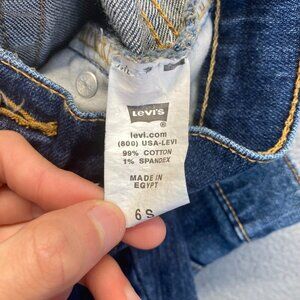 LEVI'S
®
levi.com
(800) USA-LEVI
99% COTTON
1% SPANDEX
MADE IN
EGYPT
6 S